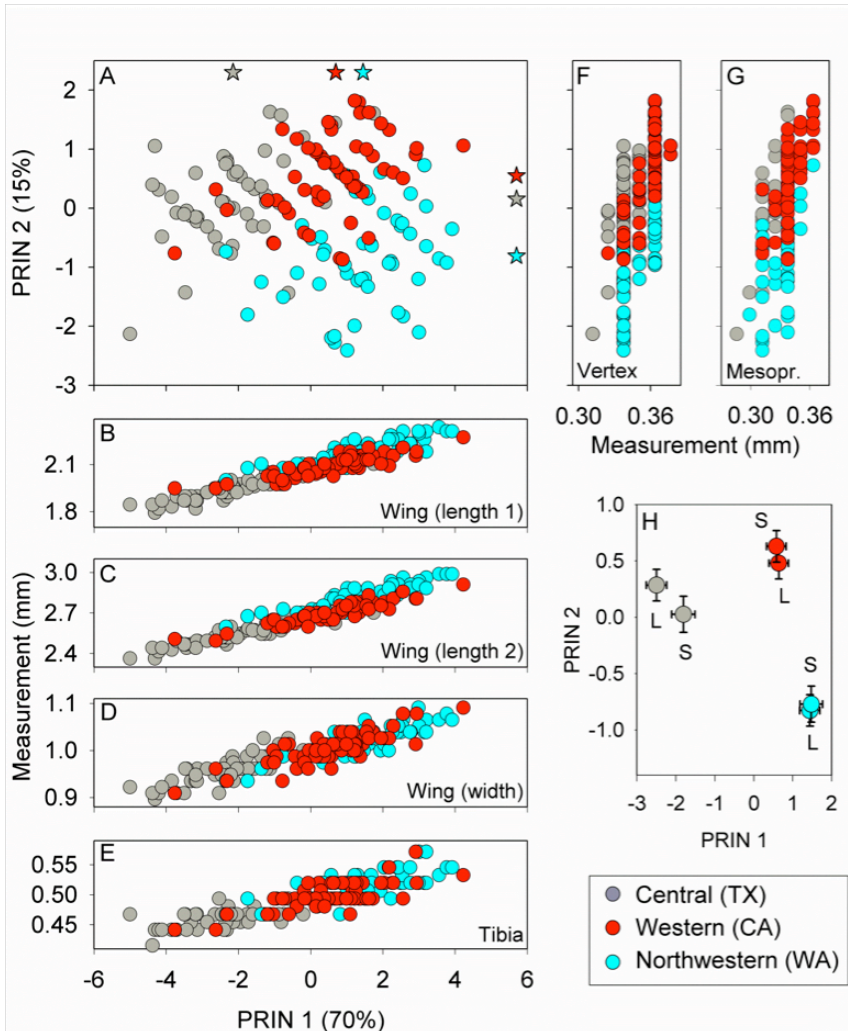 A
F
G
PRIN 2 (15%)
2
1
0
-1
-2
-3
Vertex
Mesopr.
0.30 0.36 0.30 0.36
Measurement (mm)
B
2.1
1.8
Wing (length 1)
C
3.0
2.7
2.4
Wing (length 2)
D
1.1
1.0
0.9
Wing (width)
E
0.55
0.50
0.45
Tibia
Measurement (mm)
-6 -4 -2 0 2 4 6
PRIN 1 (70%)
H
1.0
0.5
0.0
-0.5
-1.0
PRIN 2
S
L
L
S
S
L
-3 -2 -1 0 1 2
PRIN 1
Central (TX)
Western (CA)
Northwestern (WA)